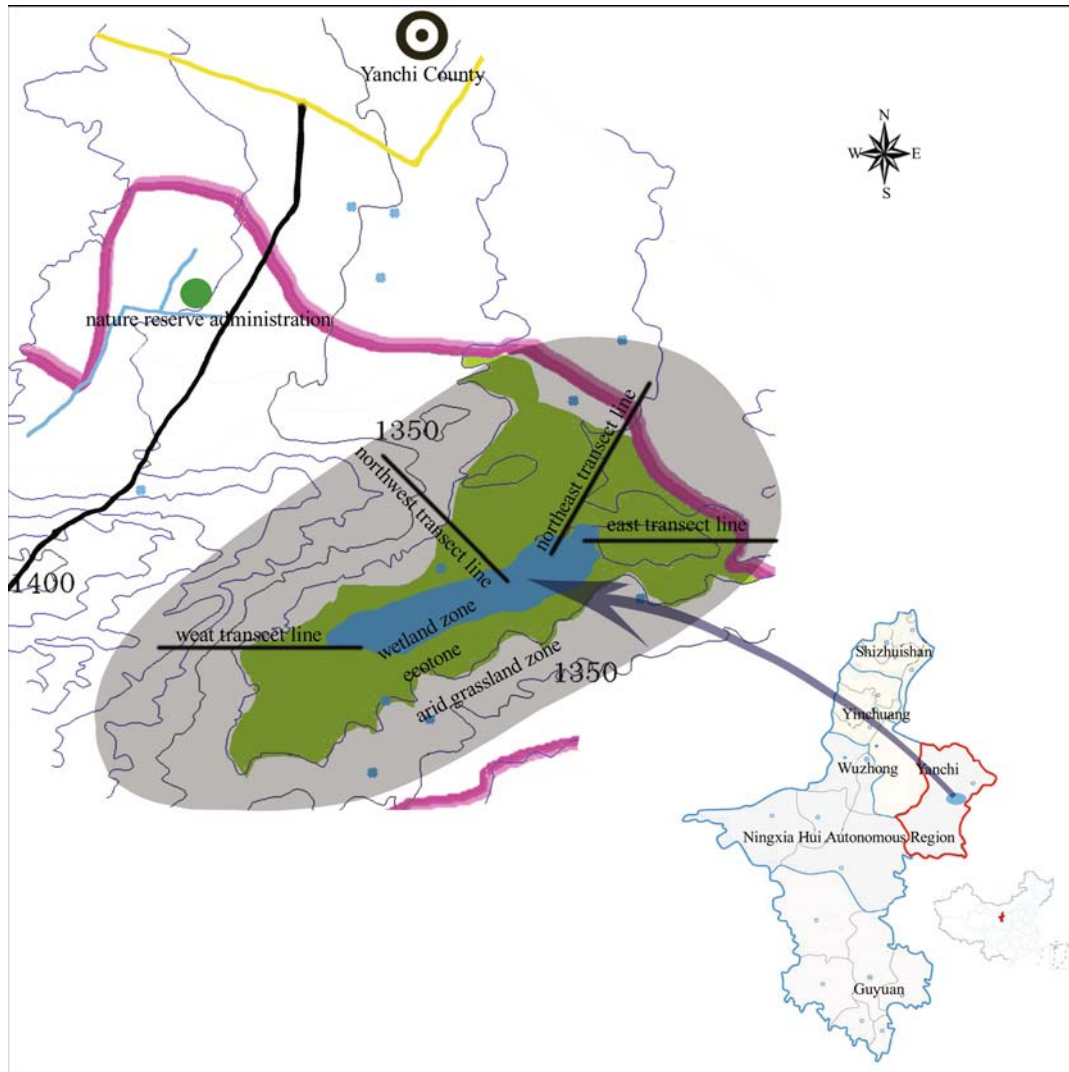 Yanchi County
N
W
E
S
nature reserve administration
1350
northwest transect line
northeast transect line
east transect line
1400
weat transect line
wetland zone
ecotone
arid grassland zone
1350
Shizhuishan
Yinchuang
Wuzhong
Yanchi
Ningxia Hui Autonomous Region
Guyuan